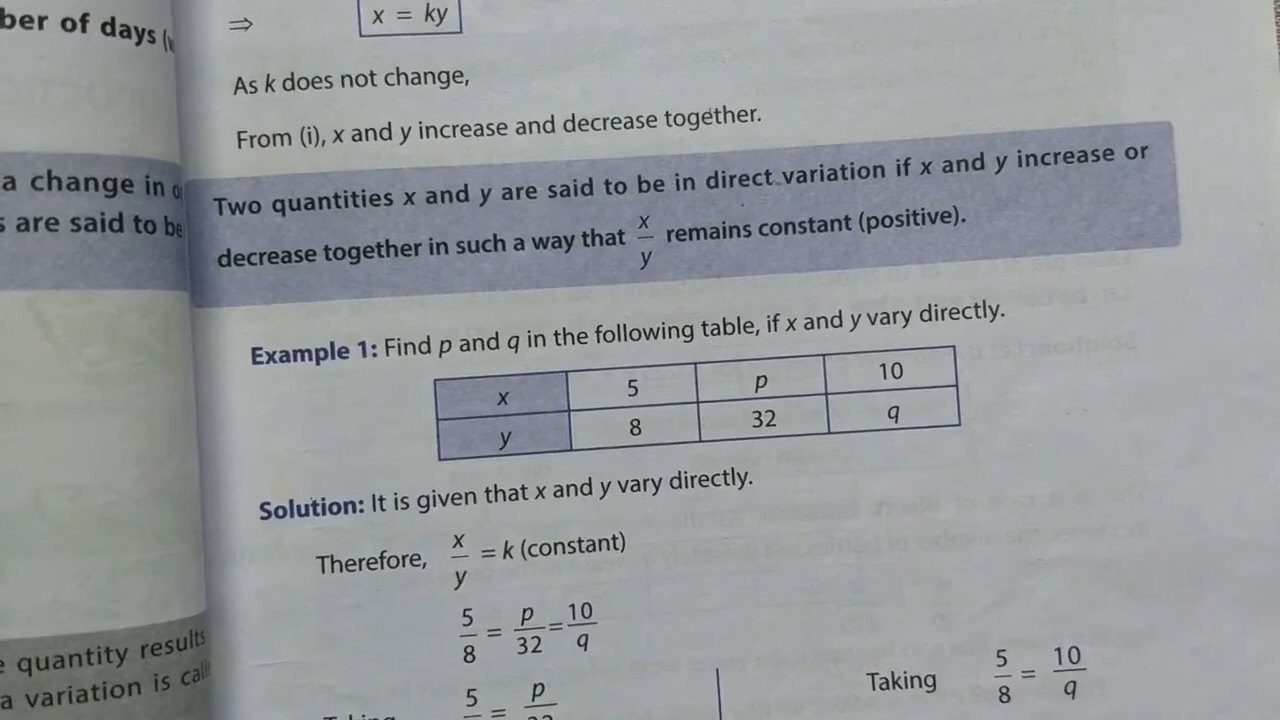 ber of days
a change in
s are said to be
e quantity results
a variation is
⇒ x = ky
As k does not change,
From (i), x and y increase and decrease together.
Two quantities x and y are said to be in direct variation if x and y increase or
decrease together in such a way that x/y remains constant (positive).
Example 1: Find p and q in the following table, if x and y vary directly.
x 5 p 10
y 8 32 q
Solution: It is given that x and y vary directly.
Therefore, x/y = k (constant)
5/8 = p/32 = 10/q
5/8 = p/32
Taking 5/8 = 10/q